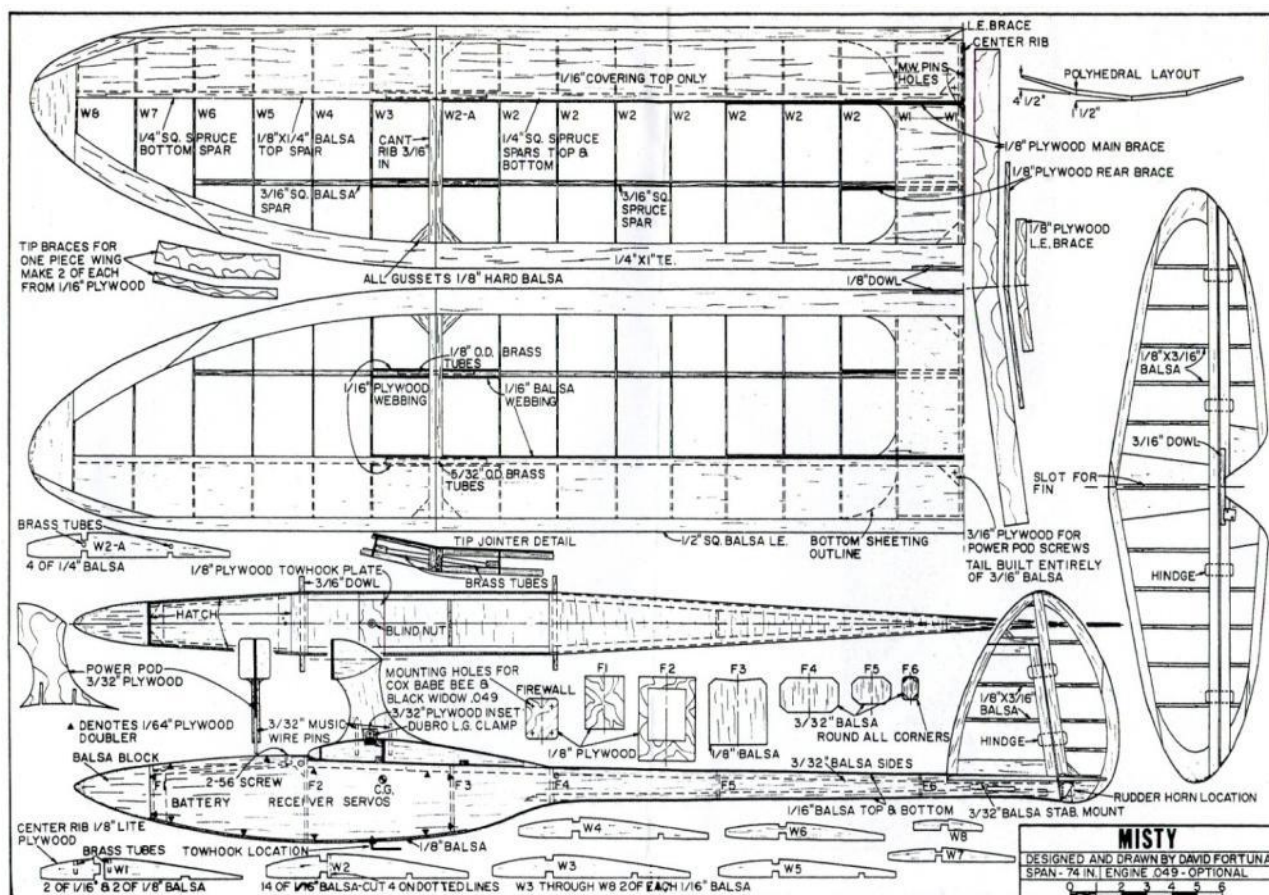 L.E. BRACE
CENTER RIB
M.W. PINS
HOLES
POLYHEDRAL LAYOUT
4 1/2"
1 1/2"
1/16" COVERING TOP ONLY
W8
W7
W6
W5
W4
W3
W2-A
W2
W2
W2
W2
W2
W2
W2
W1
W1
1/4" SQ. SPRUCE
BOTTOM SPAR
1/8"X1/4" BALSA
TOP SPAR
CANT
RIB 3/16"
IN
1/4" SQ. SPRUCE
SPARS TOP &
BOTTOM
1/8" PLYWOOD MAIN BRACE
1/8" PLYWOOD REAR BRACE
3/16" SQ. BALSA
SPAR
3/16" SQ.
SPRUCE
SPAR
1/8" PLYWOOD
L.E. BRACE
TIP BRACES FOR
ONE PIECE WING
MAKE 2 OF EACH
FROM 1/16" PLYWOOD
1/4"X1" T.E.
ALL GUSSETS 1/8" HARD BALSA
1/8" DOWL
1/8" O.D. BRASS
TUBES
1/16" PLYWOOD
WEBBING
1/16" BALSA
WEBBING
1/8"X3/16"
BALSA
3/16" DOWL
SLOT FOR
FIN
5/32" O.D. BRASS
TUBES
BRASS TUBES
W2-A
4 OF 1/4" BALSA
TIP JOINTER DETAIL
1/2" SQ. BALSA L.E.
BOTTOM SHEETING
OUTLINE
3/16" PLYWOOD FOR
POWER POD SCREWS
TAIL BUILT ENTIRELY
OF 3/16" BALSA
1/8" PLYWOOD TOWHOOK PLATE
3/16" DOWL
BRASS TUBES
HINDGE
HATCH
BLIND NUT
POWER POD
3/32" PLYWOOD
MOUNTING HOLES FOR
COX BABE BEE &
BLACK WIDOW .049
3/32" PLYWOOD INSET
DUBRO L.G. CLAMP
FIREWALL
F1
F2
F3
F4
F5
F6
3/32" BALSA
ROUND ALL CORNERS
1/8" PLYWOOD
1/8" BALSA
1/8"X3/16"
BALSA
HINDGE
▲ DENOTES 1/64" PLYWOOD
DOUBLER
3/32" MUSIC
WIRE PINS
BALSA BLOCK
2-56 SCREW
F1
F2
C.G.
F3
F4
F5
F6
BATTERY
RECEIVER
SERVOS
3/32" BALSA SIDES
1/16" BALSA TOP & BOTTOM
3/32" BALSA STAB. MOUNT
RUDDER HORN LOCATION
CENTER RIB 1/8" LITE
PLYWOOD
BRASS TUBES
W1
TOWHOOK LOCATION
1/8" BALSA
W4
W6
W8
W7
W2
W3
W5
2 OF 1/16" & 2 OF 1/8" BALSA
14 OF 1/16" BALSA-CUT 4 ON DOTTED LINES
W3 THROUGH W8 2 OF EACH 1/16" BALSA
MISTY
DESIGNED AND DRAWN BY DAVID FORTUNA
SPAN - 74 IN. ENGINE .049 - OPTIONAL
0 2 4 6